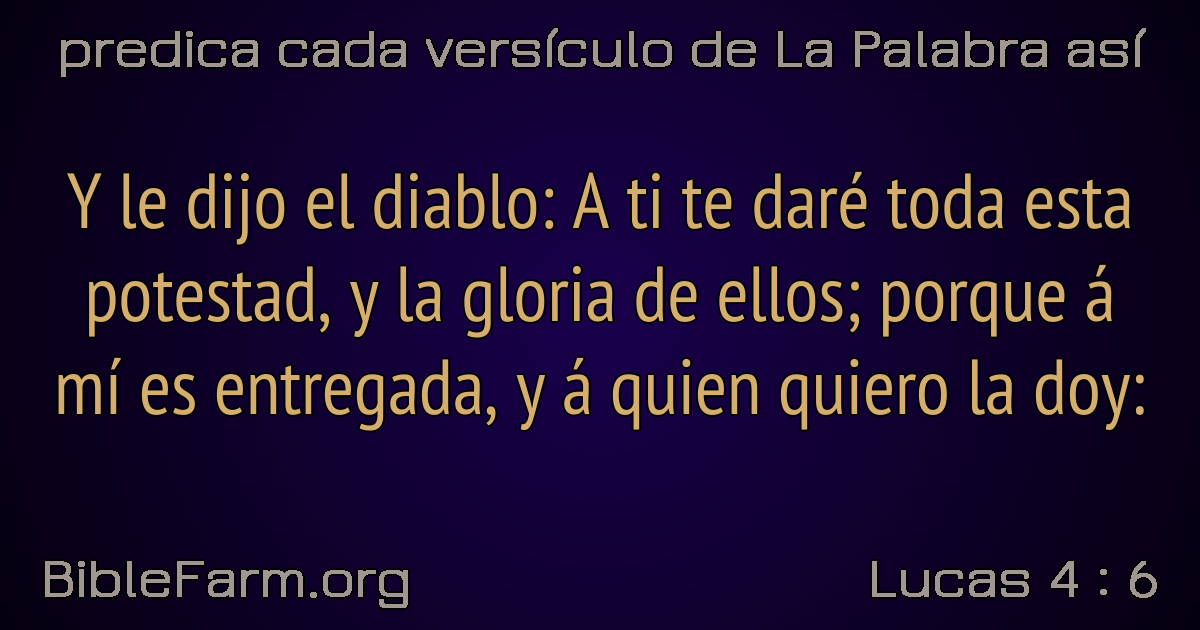 predica cada versículo de La Palabra así
Y le dijo el diablo: A ti te daré toda esta
potestad, y la gloria de ellos; porque á
mí es entregada, y á quien quiero la doy:
BibleFarm.org
Lucas 4 : 6